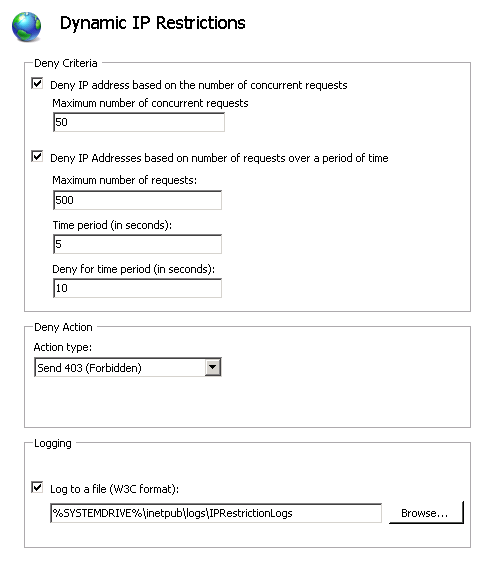 Dynamic IP Restrictions
Deny Criteria
Deny IP address based on the number of concurrent requests
Maximum number of concurrent requests
50
Deny IP Addresses based on number of requests over a period of time
Maximum number of requests:
500
Time period (in seconds):
5
Deny for time period (in seconds):
10
Deny Action
Action type:
Send 403 (Forbidden)
Logging
Log to a file (W3C format):
%SYSTEMDRIVE%\inetpub\logs\IPRestrictionLogs
Browse...